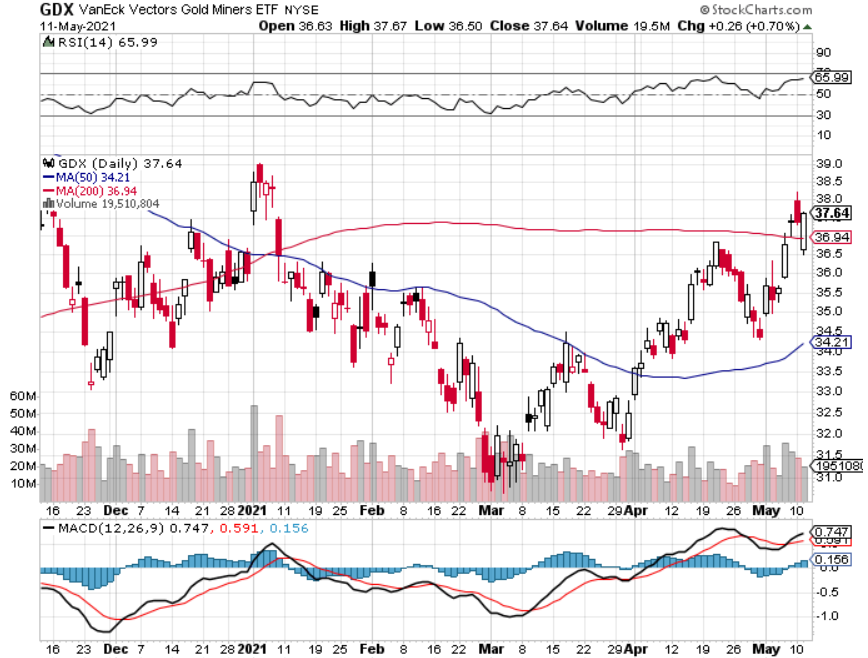 GDX VanEck Vectors Gold Miners ETF NYSE
© StockCharts.com
11-May-2021
Open 36.63 High 37.67 Low 36.50 Close 37.64 Volume 19.5M Chg +0.26 (+0.70%)
RSI(14) 65.99
90
65.99
50
30
10
GDX (Daily) 37.64
MA(50) 34.21
MA(200) 36.94
Volume 19,510,804
39.0
38.5
38.0
37.64
36.94
36.5
36.0
35.5
35.0
34.5
34.21
34.0
33.5
33.0
32.5
32.0
31.5
1951080
31.0
60M
50M
40M
30M
20M
10M
16 23 Dec 7 14 21 28 2021 11 19 25 Feb 8 16 22 Mar 8 15 22 29 Apr 12 19 26 May 10
MACD(12,26,9) 0.747, 0.591, 0.156
0.747
0.591
0.156
0.0
-0.5
-1.0
16 23 Dec 7 14 21 28 2021 11 19 25 Feb 8 16 22 Mar 8 15 22 29 Apr 12 19 26 May 10